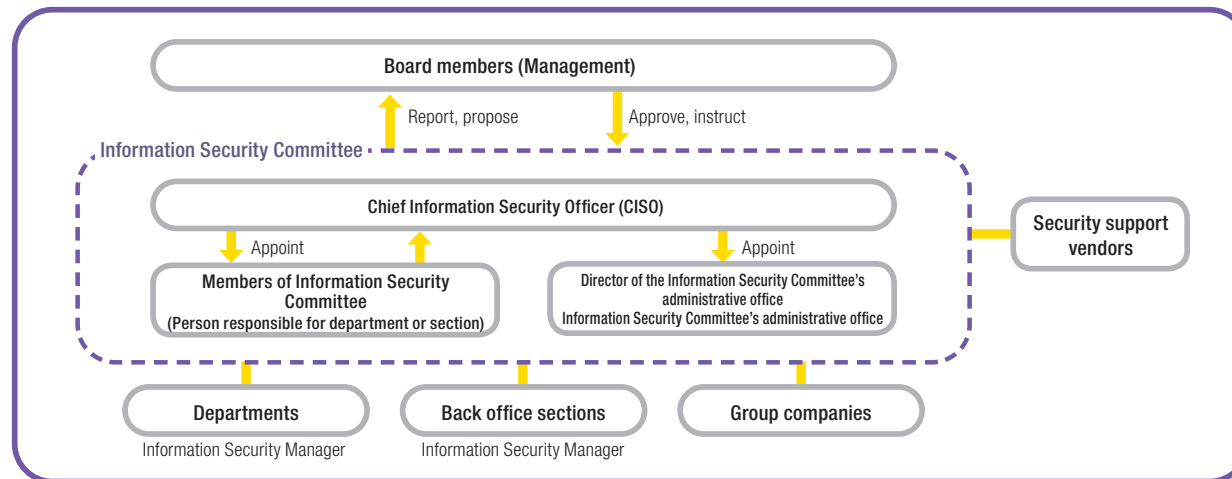 Board members (Management)
Report, propose
Approve, instruct
Information Security Committee
Chief Information Security Officer (CISO)
Appoint
Appoint
Security support
vendors
Members of Information Security
Committee
(Person responsible for department or section)
Director of the Information Security Committee's
administrative office
Information Security Committee's administrative office
Departments
Back office sections
Group companies
Information Security Manager
Information Security Manager